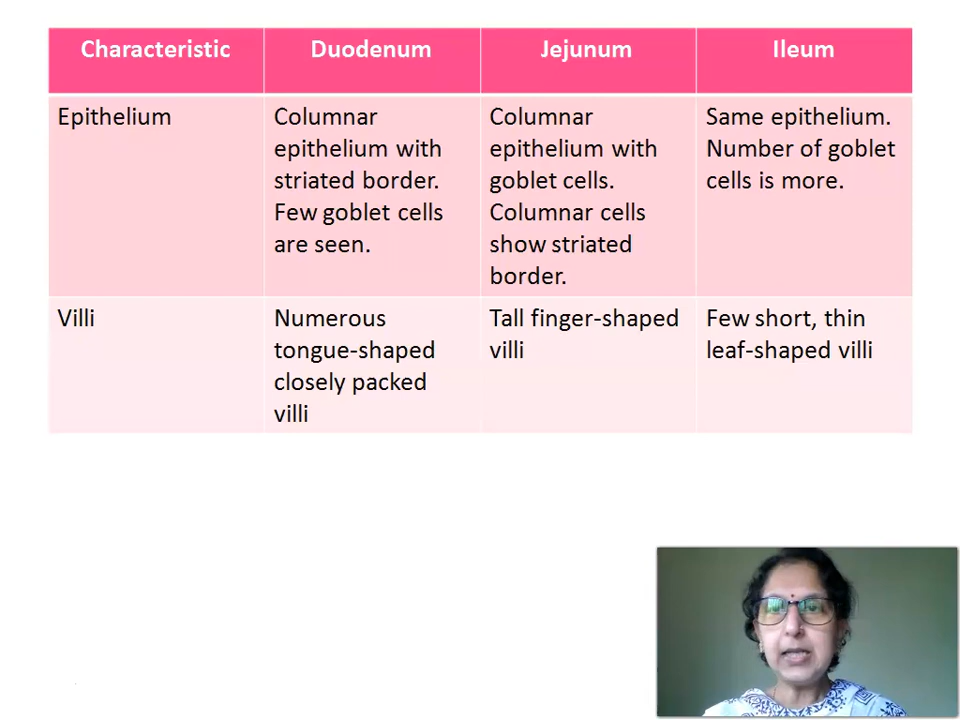 Characteristic Duodenum Jejunum Ileum
Epithelium
Columnar
epithelium with
striated border.
Few goblet cells
are seen.
Columnar
epithelium with
goblet cells.
Columnar cells
show striated
border.
Same epithelium.
Number of goblet
cells is more.
Villi
Numerous
tongue-shaped
closely packed
villi
Tall finger-shaped
villi
Few short, thin
leaf-shaped villi